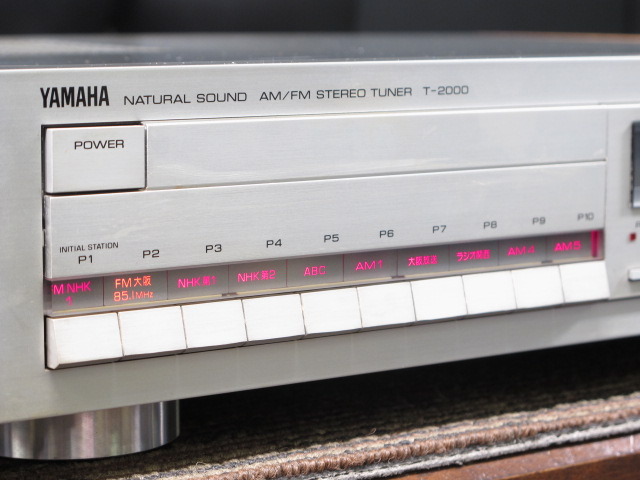 YAMAHA NATURAL SOUND AM/FM STEREO TUNER T-2000
POWER
INITIAL STATION
P1 P2 P3 P4 P5 P6 P7 P8 P9 P10
FM大阪 NHK第1 NHK第2 ABC AM1 大阪放送 ラジオ関西 AM4 AM5
M NHK
85.1MHz